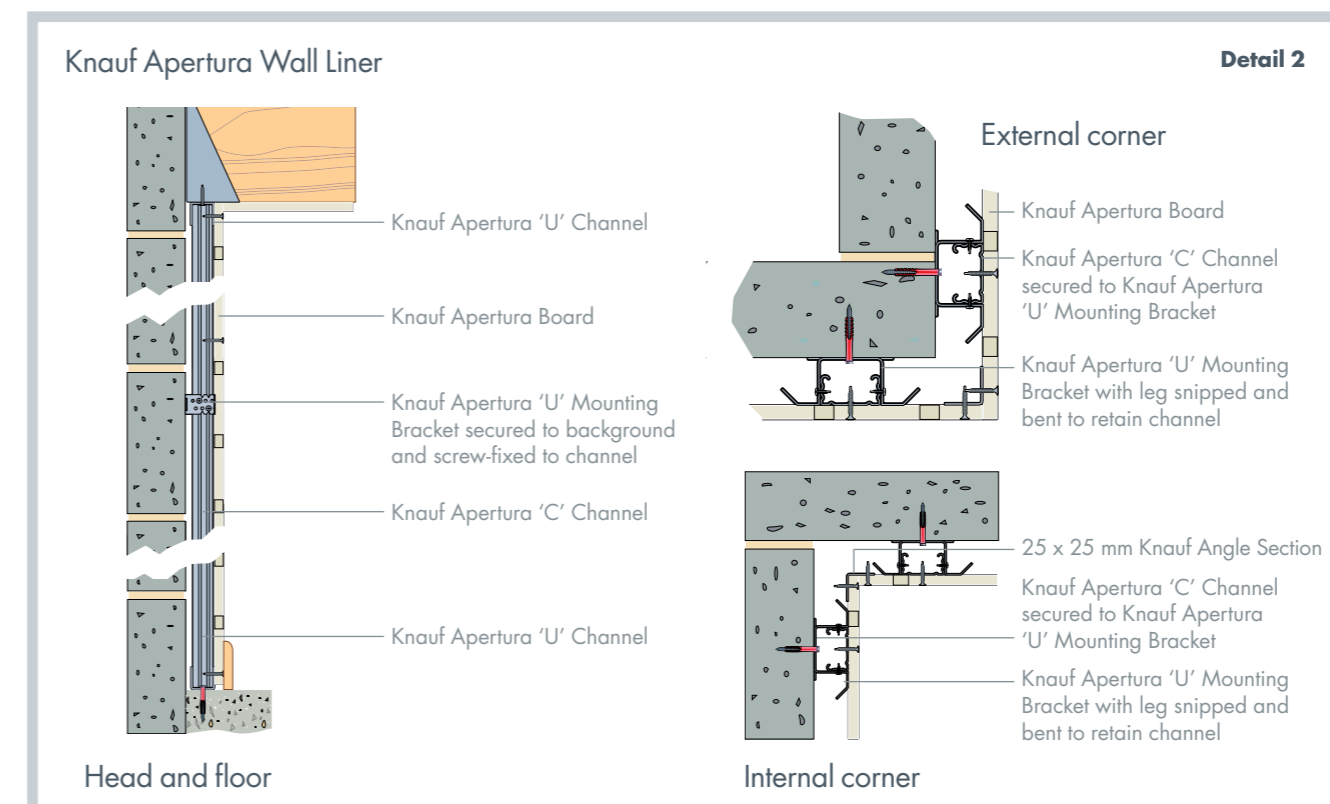 Knauf Apertura Wall Liner
Detail 2
Knauf Apertura ‘U’ Channel
Knauf Apertura Board
Knauf Apertura ‘U’ Mounting
Bracket secured to background
and screw-fixed to channel
Knauf Apertura ‘C’ Channel
Knauf Apertura ‘U’ Channel
Head and floor
External corner
Knauf Apertura Board
Knauf Apertura ‘C’ Channel
secured to Knauf Apertura
‘U’ Mounting Bracket
Knauf Apertura ‘U’ Mounting
Bracket with leg snipped and
bent to retain channel
25 x 25 mm Knauf Angle Section
Knauf Apertura ‘C’ Channel
secured to Knauf Apertura
‘U’ Mounting Bracket
Knauf Apertura ‘U’ Mounting
Bracket with leg snipped and
bent to retain channel
Internal corner